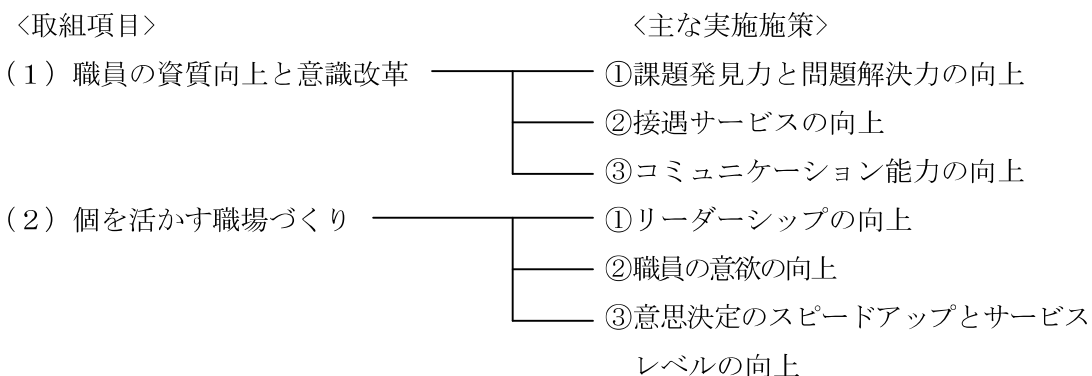 <取組項目> <主な実施施策>
(1)職員の資質向上と意識改革 ①課題発見力と問題解決力の向上
②接遇サービスの向上
③コミュニケーション能力の向上
(2)個を活かす職場づくり ①リーダーシップの向上
②職員の意欲の向上
③意思決定のスピードアップとサービス
レベルの向上